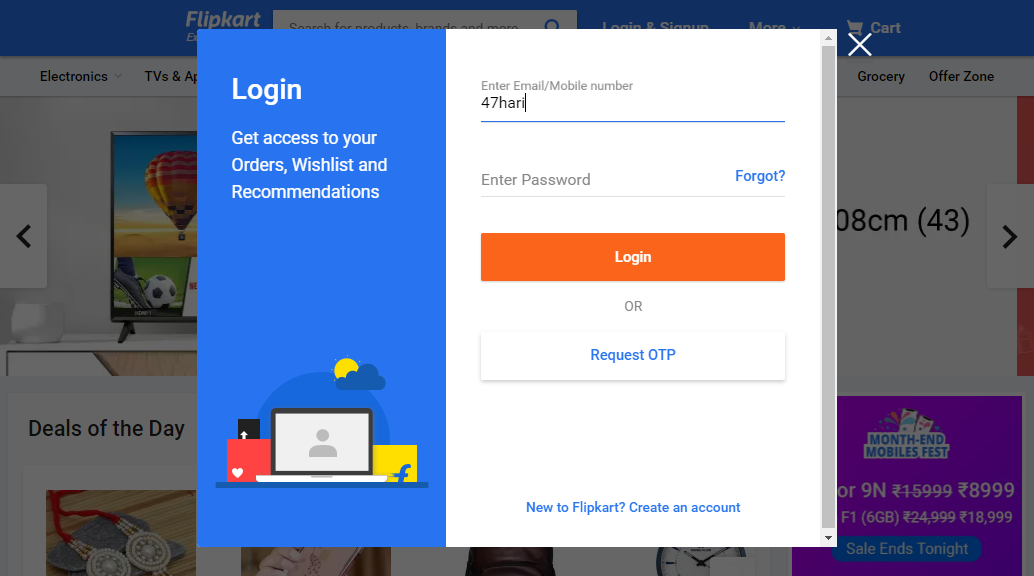 Flipkart
Search for products, brands and more
Login & Signup
More
Cart
Electronics
TVs &
Grocery
Offer Zone
Login
Get access to your
Orders, Wishlist and
Recommendations
Enter Email/Mobile number
47hari
Enter Password
Forgot?
Login
OR
Request OTP
New to Flipkart? Create an account
08cm (43)
Deals of the Day
MONTH-END
MOBILES FEST
or 9N ₹15999 ₹8999
F1 (6GB) ₹24,999 ₹18,999
Sale Ends Tonight